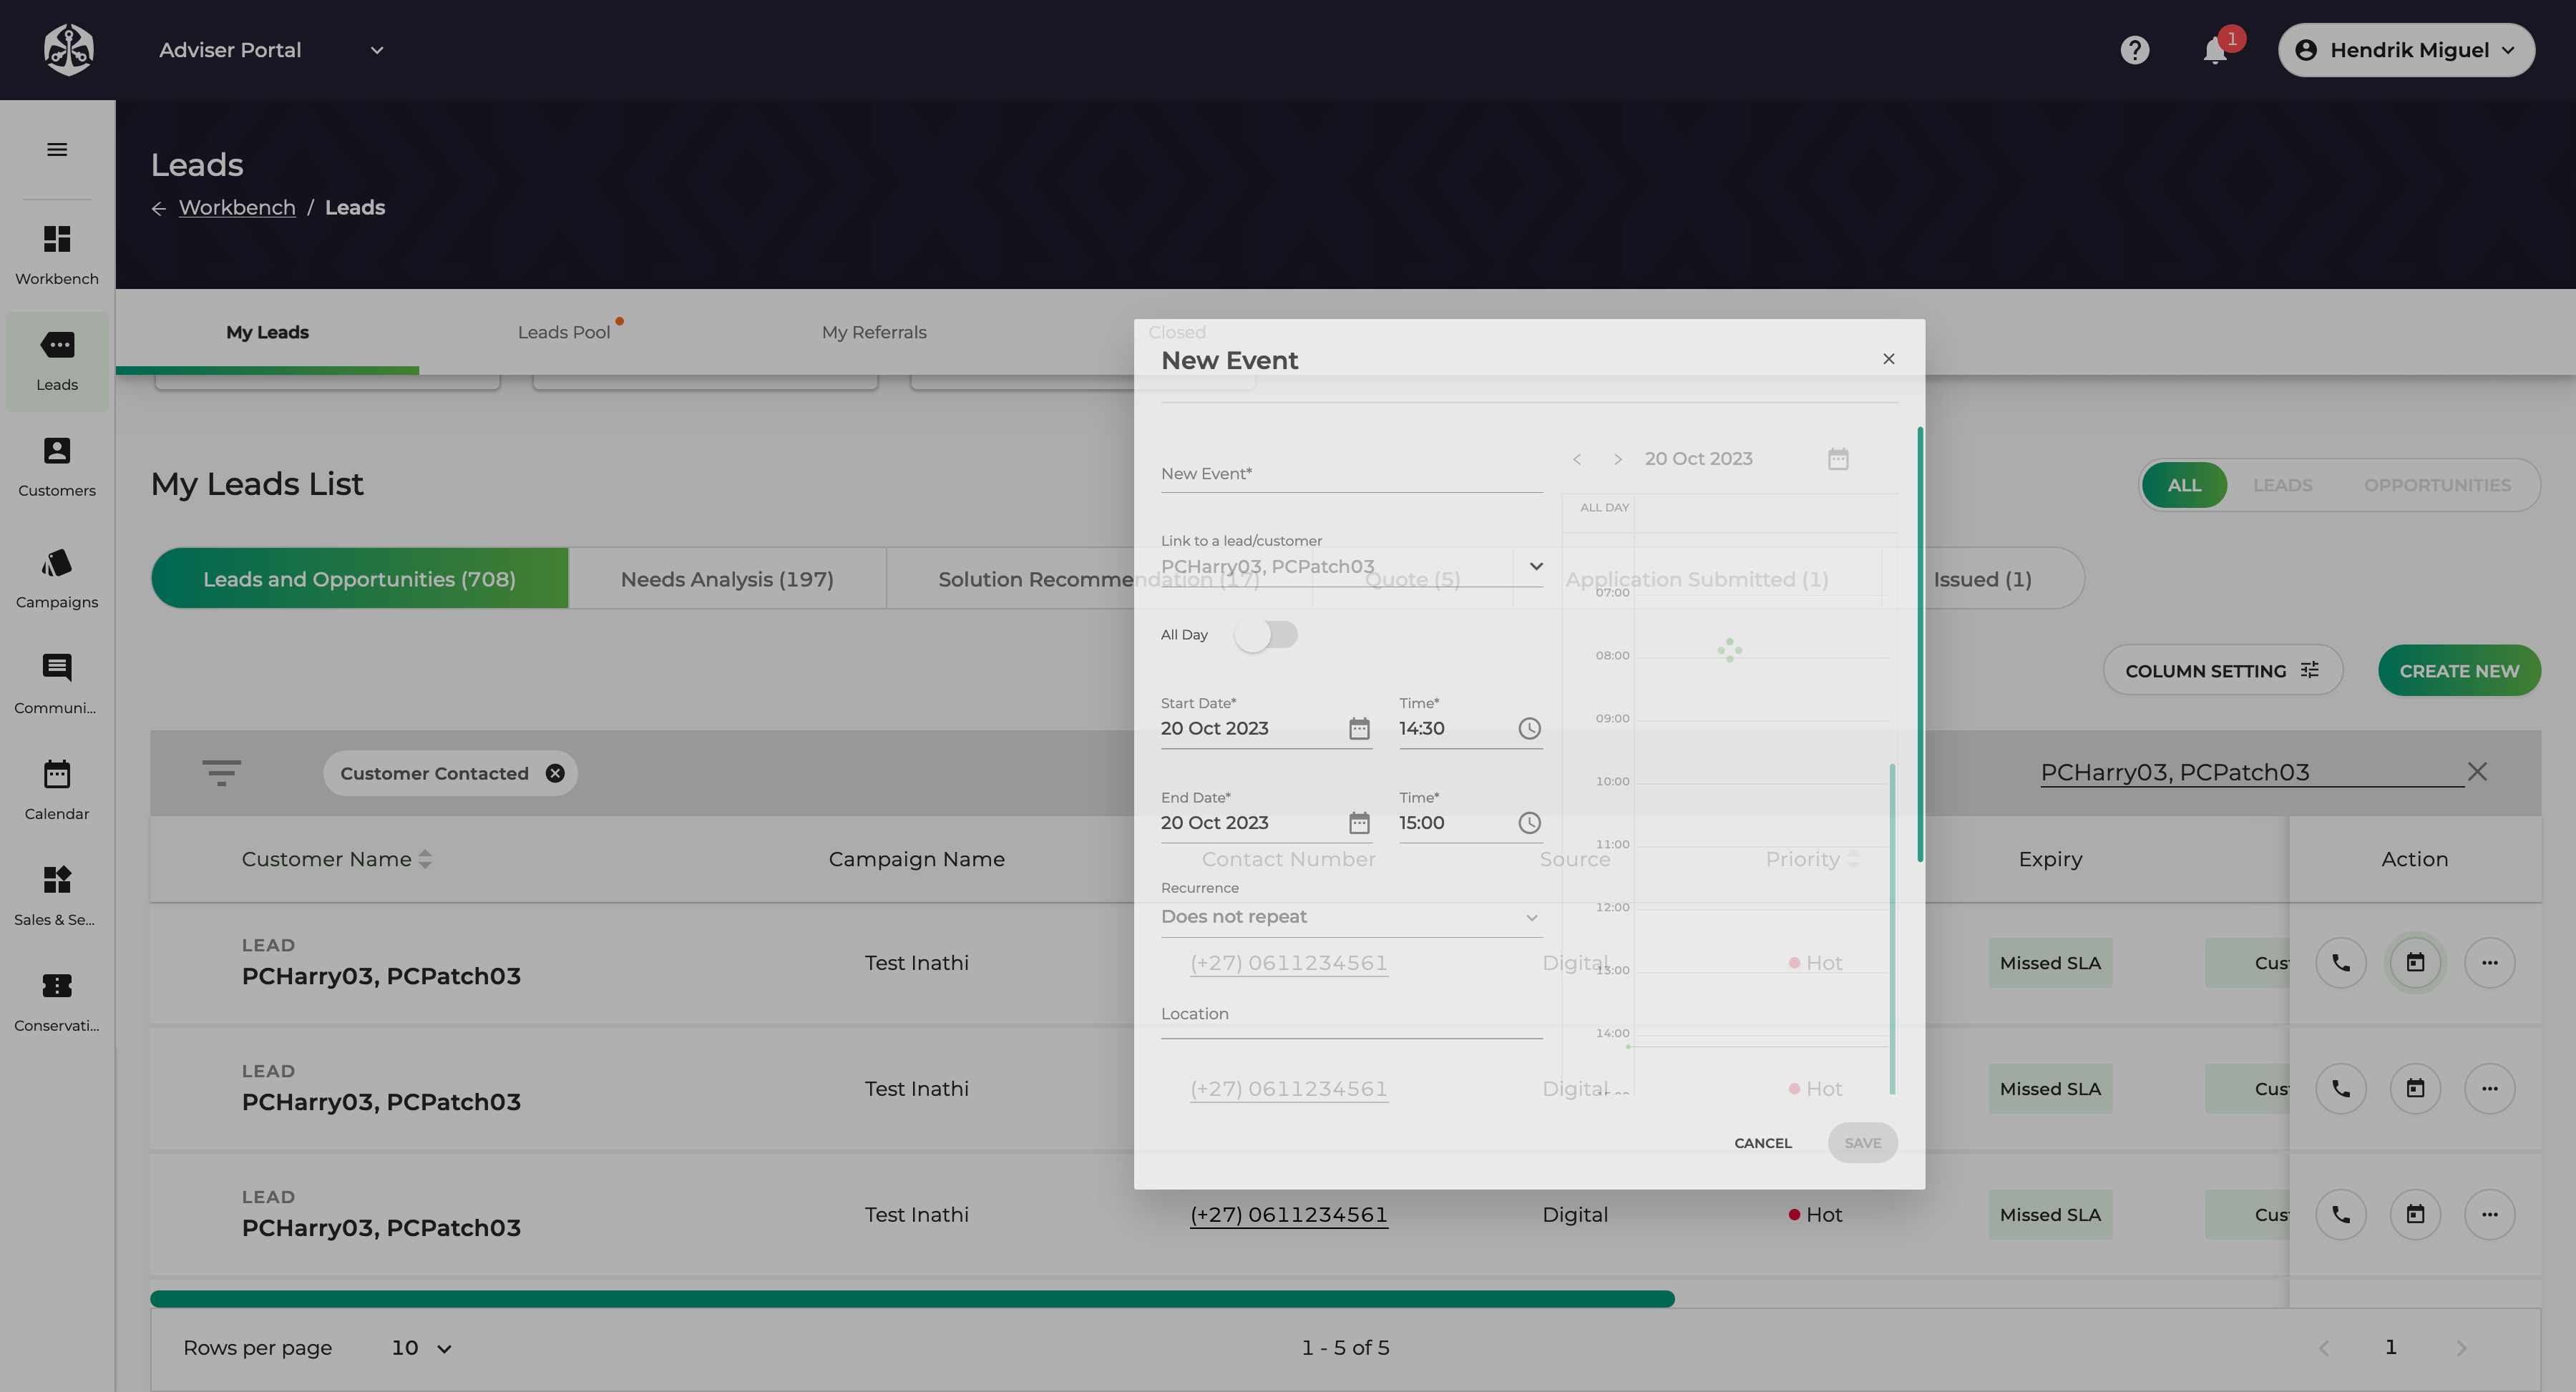 Adviser Portal
1
Hendrik Miguel
Leads
Workbench / Leads
Workbench
Leads
Customers
Campaigns
Communi...
Calendar
Sales & Se...
Conservati...
My Leads
Leads Pool
My Referrals
Closed
New Event
My Leads List
ALL
LEADS
OPPORTUNITIES
Leads and Opportunities (708)
Needs Analysis (197)
Solution Recommendation (17)
Quote (5)
Application Submitted (1)
Issued (1)
COLUMN SETTING
CREATE NEW
Customer Contacted
PCHarry03, PCPatch03
New Event*
Link to a lead/customer
PCHarry03, PCPatch03
All Day
Start Date*
20 Oct 2023
Time*
14:30
End Date*
20 Oct 2023
Time*
15:00
Recurrence
Does not repeat
Location
20 Oct 2023
ALL DAY
07:00
08:00
09:00
10:00
11:00
12:00
13:00
14:00
CANCEL
SAVE
Customer Name
Campaign Name
Contact Number
Source
Priority
Expiry
Action
LEAD
PCHarry03, PCPatch03
Test Inathi
(+27) 0611234561
Digital
Hot
Missed SLA
Cus
LEAD
PCHarry03, PCPatch03
Test Inathi
(+27) 0611234561
Digital
Hot
Missed SLA
Cus
LEAD
PCHarry03, PCPatch03
Test Inathi
(+27) 0611234561
Digital
Hot
Missed SLA
Cus
Rows per page
10
1 - 5 of 5
1